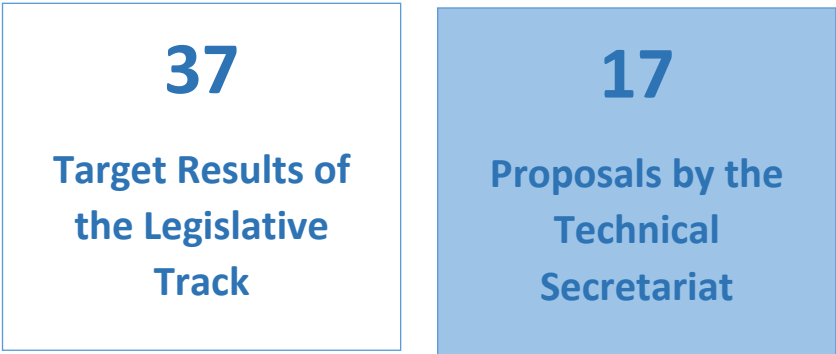 37
Target Results of
the Legislative
Track
17
Proposals by the
Technical
Secretariat